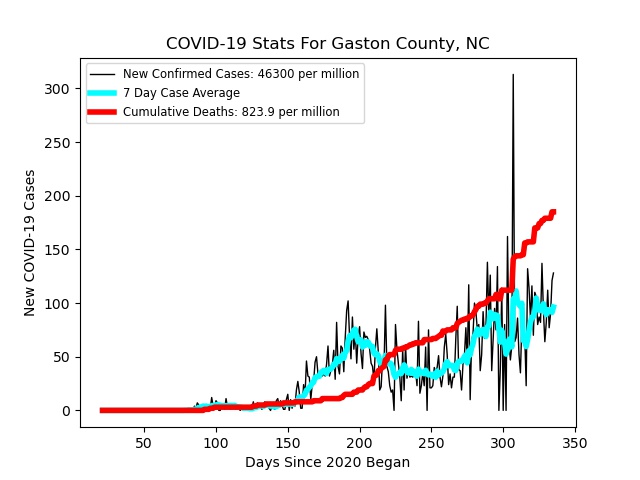 COVID-19 Stats For Gaston County, NC
New Confirmed Cases: 46300 per million
7 Day Case Average
Cumulative Deaths: 823.9 per million
New COVID-19 Cases
300
250
200
150
100
50
0
50 100 150 200 250 300 350
Days Since 2020 Began